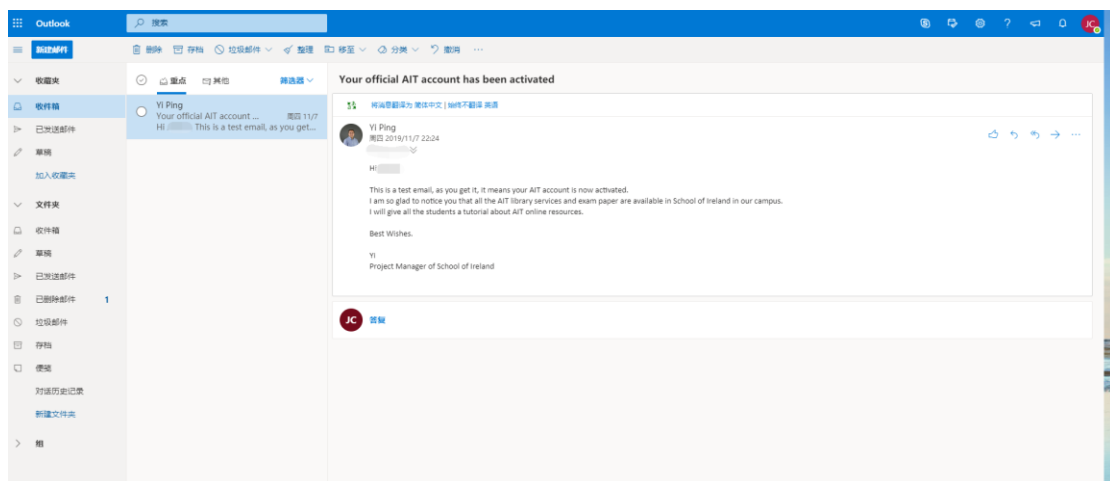 Outlook
搜索
JC
新建邮件
删除 存档 垃圾邮件 整理 移至 分类 撤消 ...
收藏夹
收件箱
已发送邮件
草稿
加入收藏夹
文件夹
收件箱
草稿
已发送邮件
已删除邮件 1
垃圾邮件
存档
便笺
对话历史记录
新建文件夹
组
重点 其他 筛选器
Yi Ping
Your official AIT account ... 周四 11/7
Hi This is a test email, as you get...
Your official AIT account has been activated
将消息翻译为 简体中文 | 始终不翻译 英语
Yi Ping
周四 2019/11/7 22:24
Hi
This is a test email, as you get it, it means your AIT account is now activated.
I am so glad to notice you that all the AIT library services and exam paper are available in School of Ireland in our campus.
I will give all the students a tutorial about AIT online resources.
Best Wishes.
Yi
Project Manager of School of Ireland
JC 答复